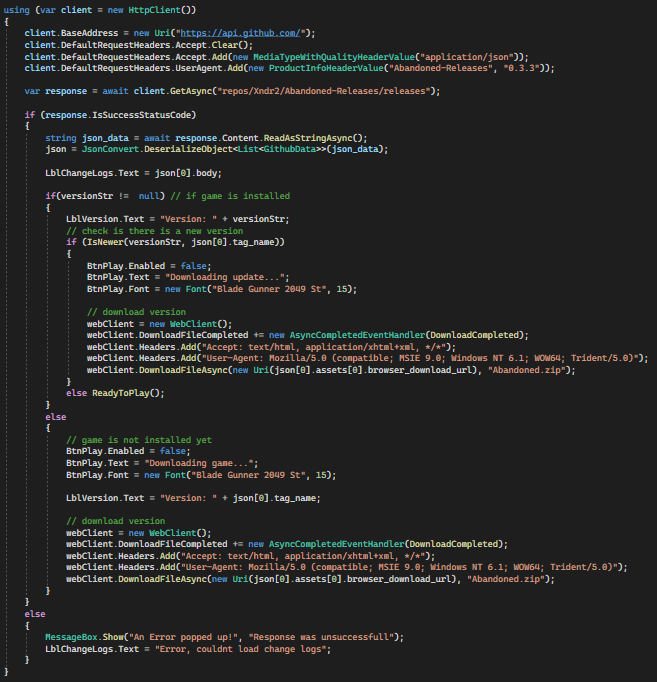 using (var client = new HttpClient())
{
    client.BaseAddress = new Uri("https://api.github.com/");
    client.DefaultRequestHeaders.Accept.Clear();
    client.DefaultRequestHeaders.Accept.Add(new MediaTypeWithQualityHeaderValue("application/json"));
    client.DefaultRequestHeaders.UserAgent.Add(new ProductInfoHeaderValue("Abandoned-Releases", "0.3.3"));

    var response = await client.GetAsync("repos/Xndr2/Abandoned-Releases/releases");

    if (response.IsSuccessStatusCode)
    {
        string json_data = await response.Content.ReadAsStringAsync();
        json = JsonConvert.DeserializeObject<List<GithubData>>(json_data);

        LblChangeLogs.Text = json[0].body;

        if(versionStr !=  null) // if game is installed
        {
            LblVersion.Text = "Version: " + versionStr;
            // check is there is a new version
            if (IsNewer(versionStr, json[0].tag_name))
            {
                BtnPlay.Enabled = false;
                BtnPlay.Text = "Downloading update...";
                BtnPlay.Font = new Font("Blade Gunner 2049 St", 15);

                // download version
                webClient = new WebClient();
                webClient.DownloadFileCompleted += new AsyncCompletedEventHandler(DownloadCompleted);
                webClient.Headers.Add("Accept: text/html, application/xhtml+xml, */*");
                webClient.Headers.Add("User-Agent: Mozilla/5.0 (compatible; MSIE 9.0; Windows NT 6.1; WOW64; Trident/5.0)");
                webClient.DownloadFileAsync(new Uri(json[0].assets[0].browser_download_url), "Abandoned.zip");
            }
            else ReadyToPlay();
        }
        else
        {
            // game is not installed yet
            BtnPlay.Enabled = false;
            BtnPlay.Text = "Downloading game...";
            BtnPlay.Font = new Font("Blade Gunner 2049 St", 15);

            LblVersion.Text = "Version: " + json[0].tag_name;

            // download version
            webClient = new WebClient();
            webClient.DownloadFileCompleted += new AsyncCompletedEventHandler(DownloadCompleted);
            webClient.Headers.Add("Accept: text/html, application/xhtml+xml, */*");
            webClient.Headers.Add("User-Agent: Mozilla/5.0 (compatible; MSIE 9.0; Windows NT 6.1; WOW64; Trident/5.0)");
            webClient.DownloadFileAsync(new Uri(json[0].assets[0].browser_download_url), "Abandoned.zip");
        }
    }
    else
    {
        MessageBox.Show("An Error popped up!", "Response was unsuccessfull");
        LblChangeLogs.Text = "Error, couldnt load change logs";
    }
}